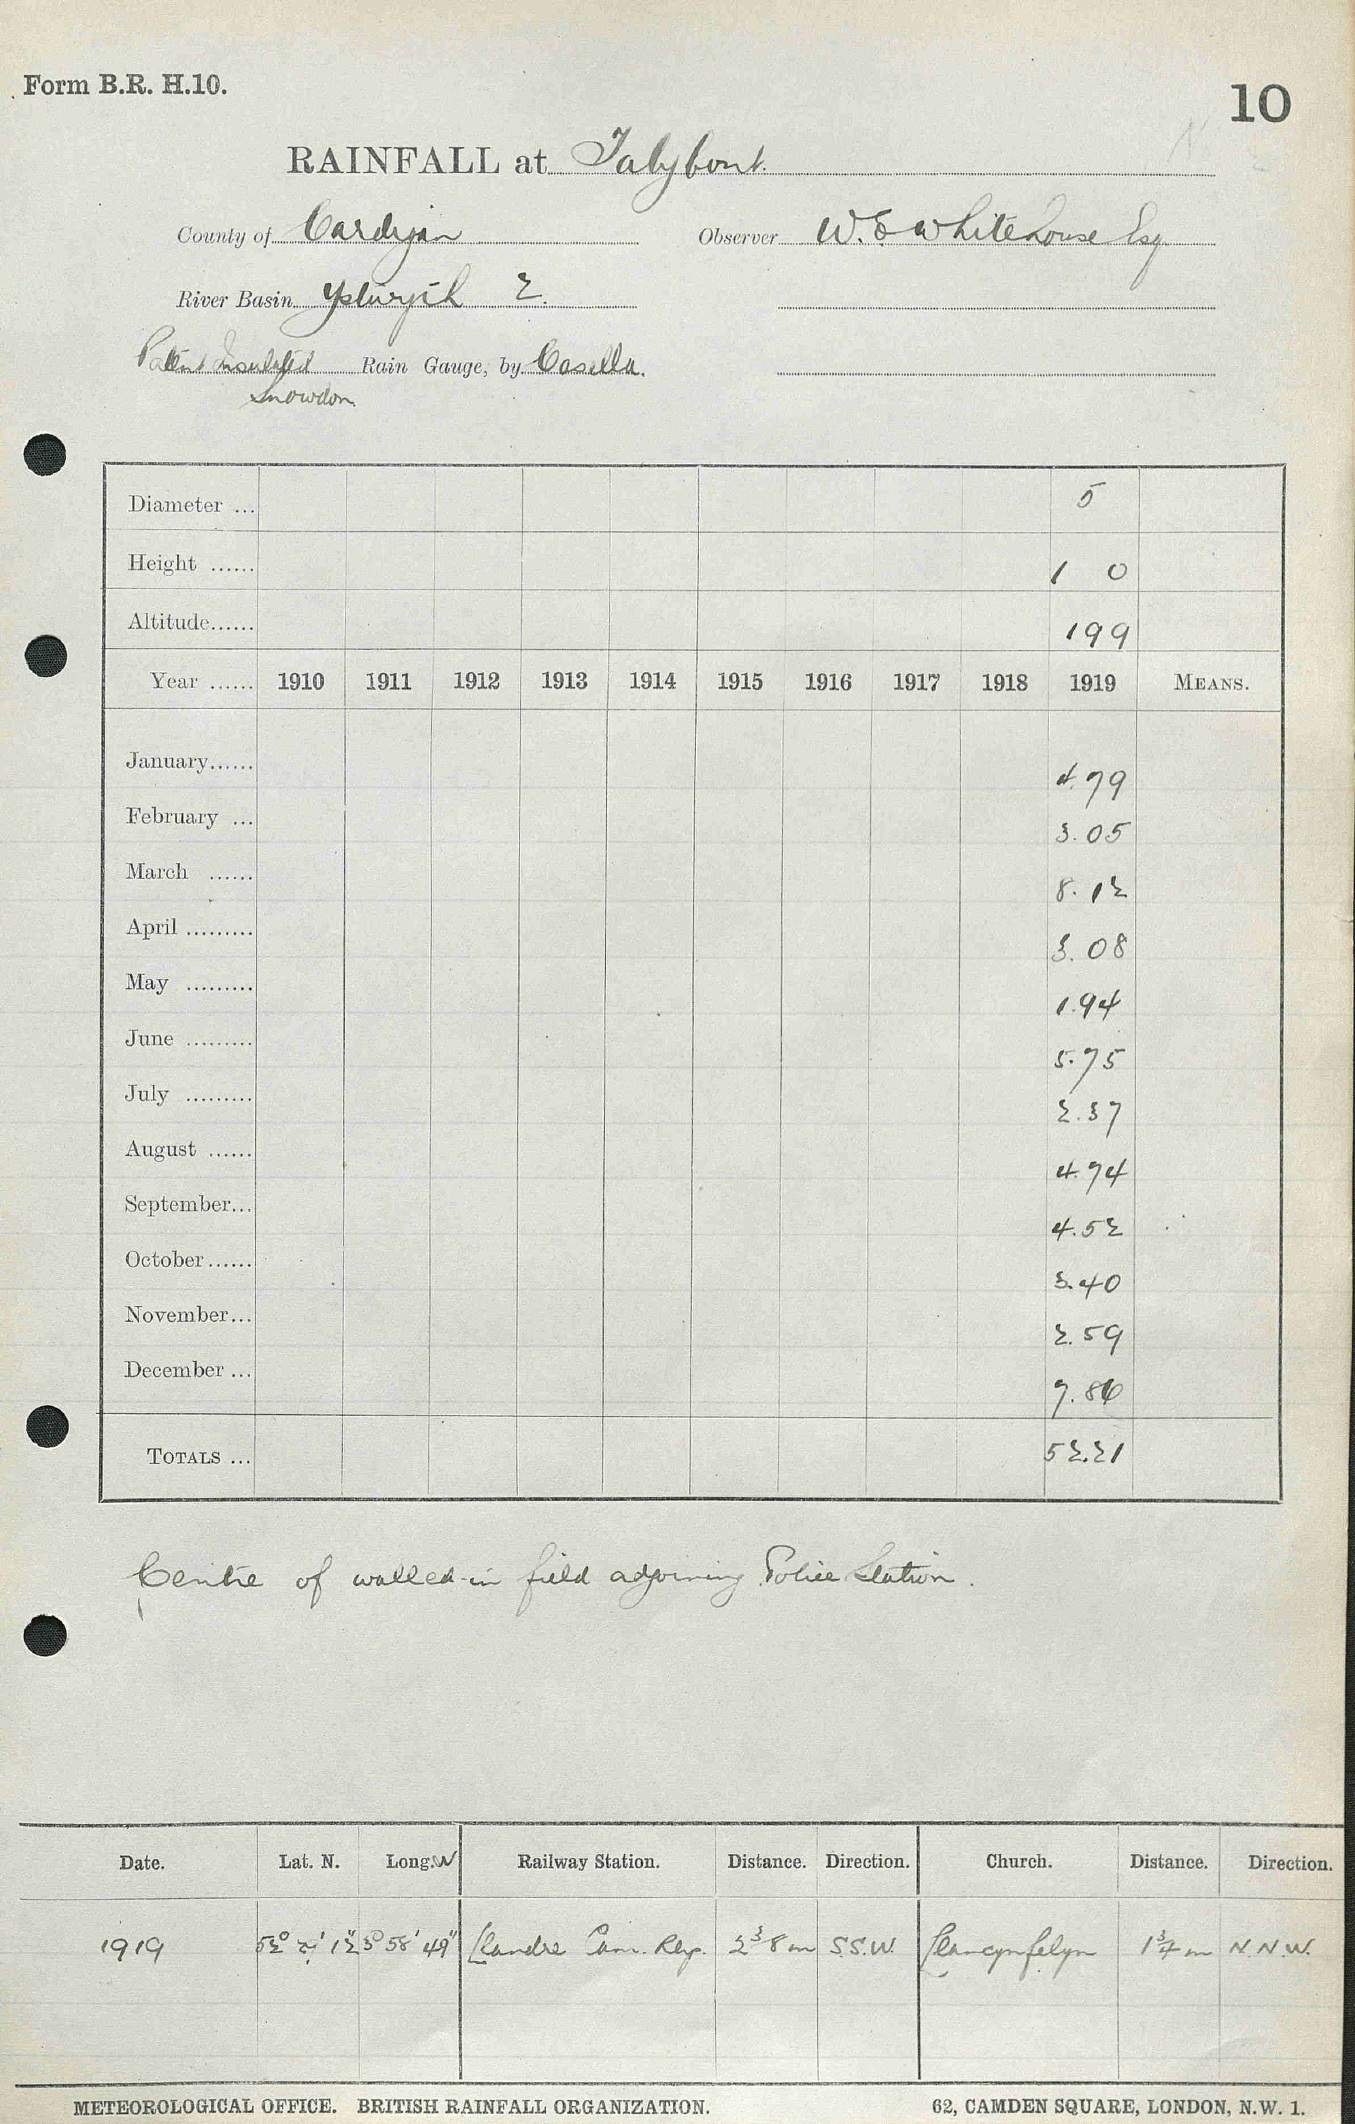 Form B.R. H.10.
10
RAINFALL at Talybont.
County of Cardigan Observer W. E Whitehouse Esq
River Basin Ystwyth
Patent Insulated Rain Gauge, by Casella.
Snowdon
Diameter ... 5
Height ...... 1 0
Altitude...... 199
Year ...... 1910 1911 1912 1913 1914 1915 1916 1917 1918 1919 MEANS.
January...... 4.79
February ... 3.05
March ...... 8.12
April ......... 3.08
May ......... 1.94
June ......... 5.75
July ......... 2.37
August ...... 4.74
September... 4.52
October...... 3.40
November... 2.59
December ... 7.86
TOTALS ... 52.21
Centre of walled-in field adjoining Police Station.
Date. Lat. N. Long. W Railway Station. Distance. Direction. Church. Distance. Direction.
1919 52° 12" 3° 58' 49" Llandre Cam. Rly. 2 3/8 m S.S.W. Llancynfelyn 1 3/4 m N.N.W.
METEOROLOGICAL OFFICE. BRITISH RAINFALL ORGANIZATION. 62, CAMDEN SQUARE, LONDON, N.W. 1.